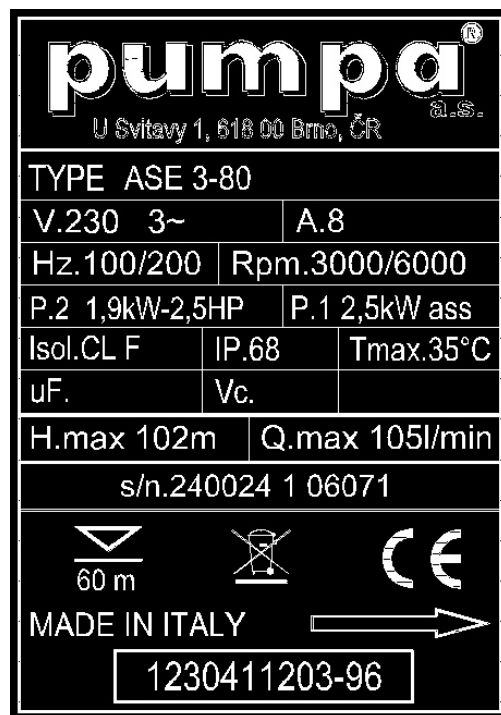 pumpa®
a.s.
U Svitavy 1, 618 00 Brno, ČR
TYPE ASE 3-80
V.230 3~ A.8
Hz.100/200 Rpm.3000/6000
P.2 1,9kW-2,5HP P.1 2,5kW ass
Isol.CL F IP.68 Tmax.35°C
uF. Vc.
H.max 102m Q.max 105l/min
s/n.240024 1 06071
60 m
CE
MADE IN ITALY
1230411203-96